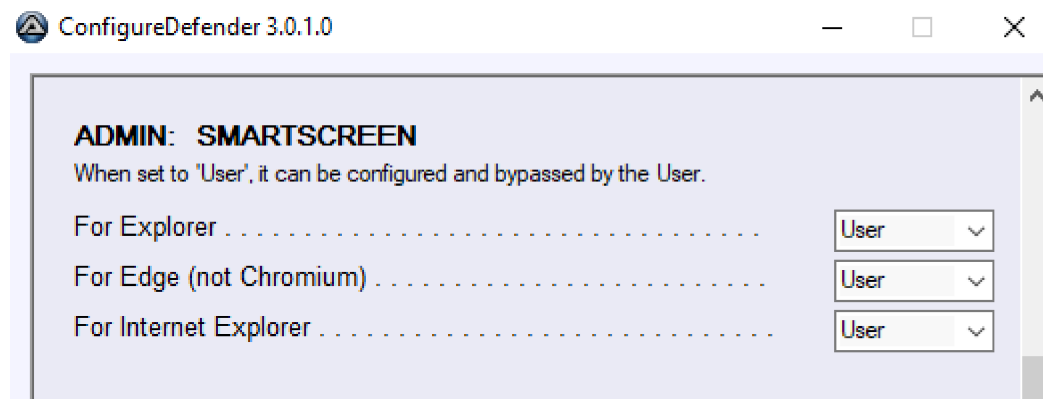 ConfigureDefender 3.0.1.0
ADMIN: SMARTSCREEN
When set to 'User', it can be configured and bypassed by the User.
For Explorer . . . . . . . . . . . . . . . . . . . . . . . . . . . . . . . . . . User
For Edge (not Chromium) . . . . . . . . . . . . . . . . . . . . . . . . . User
For Internet Explorer . . . . . . . . . . . . . . . . . . . . . . . . . . . . . User